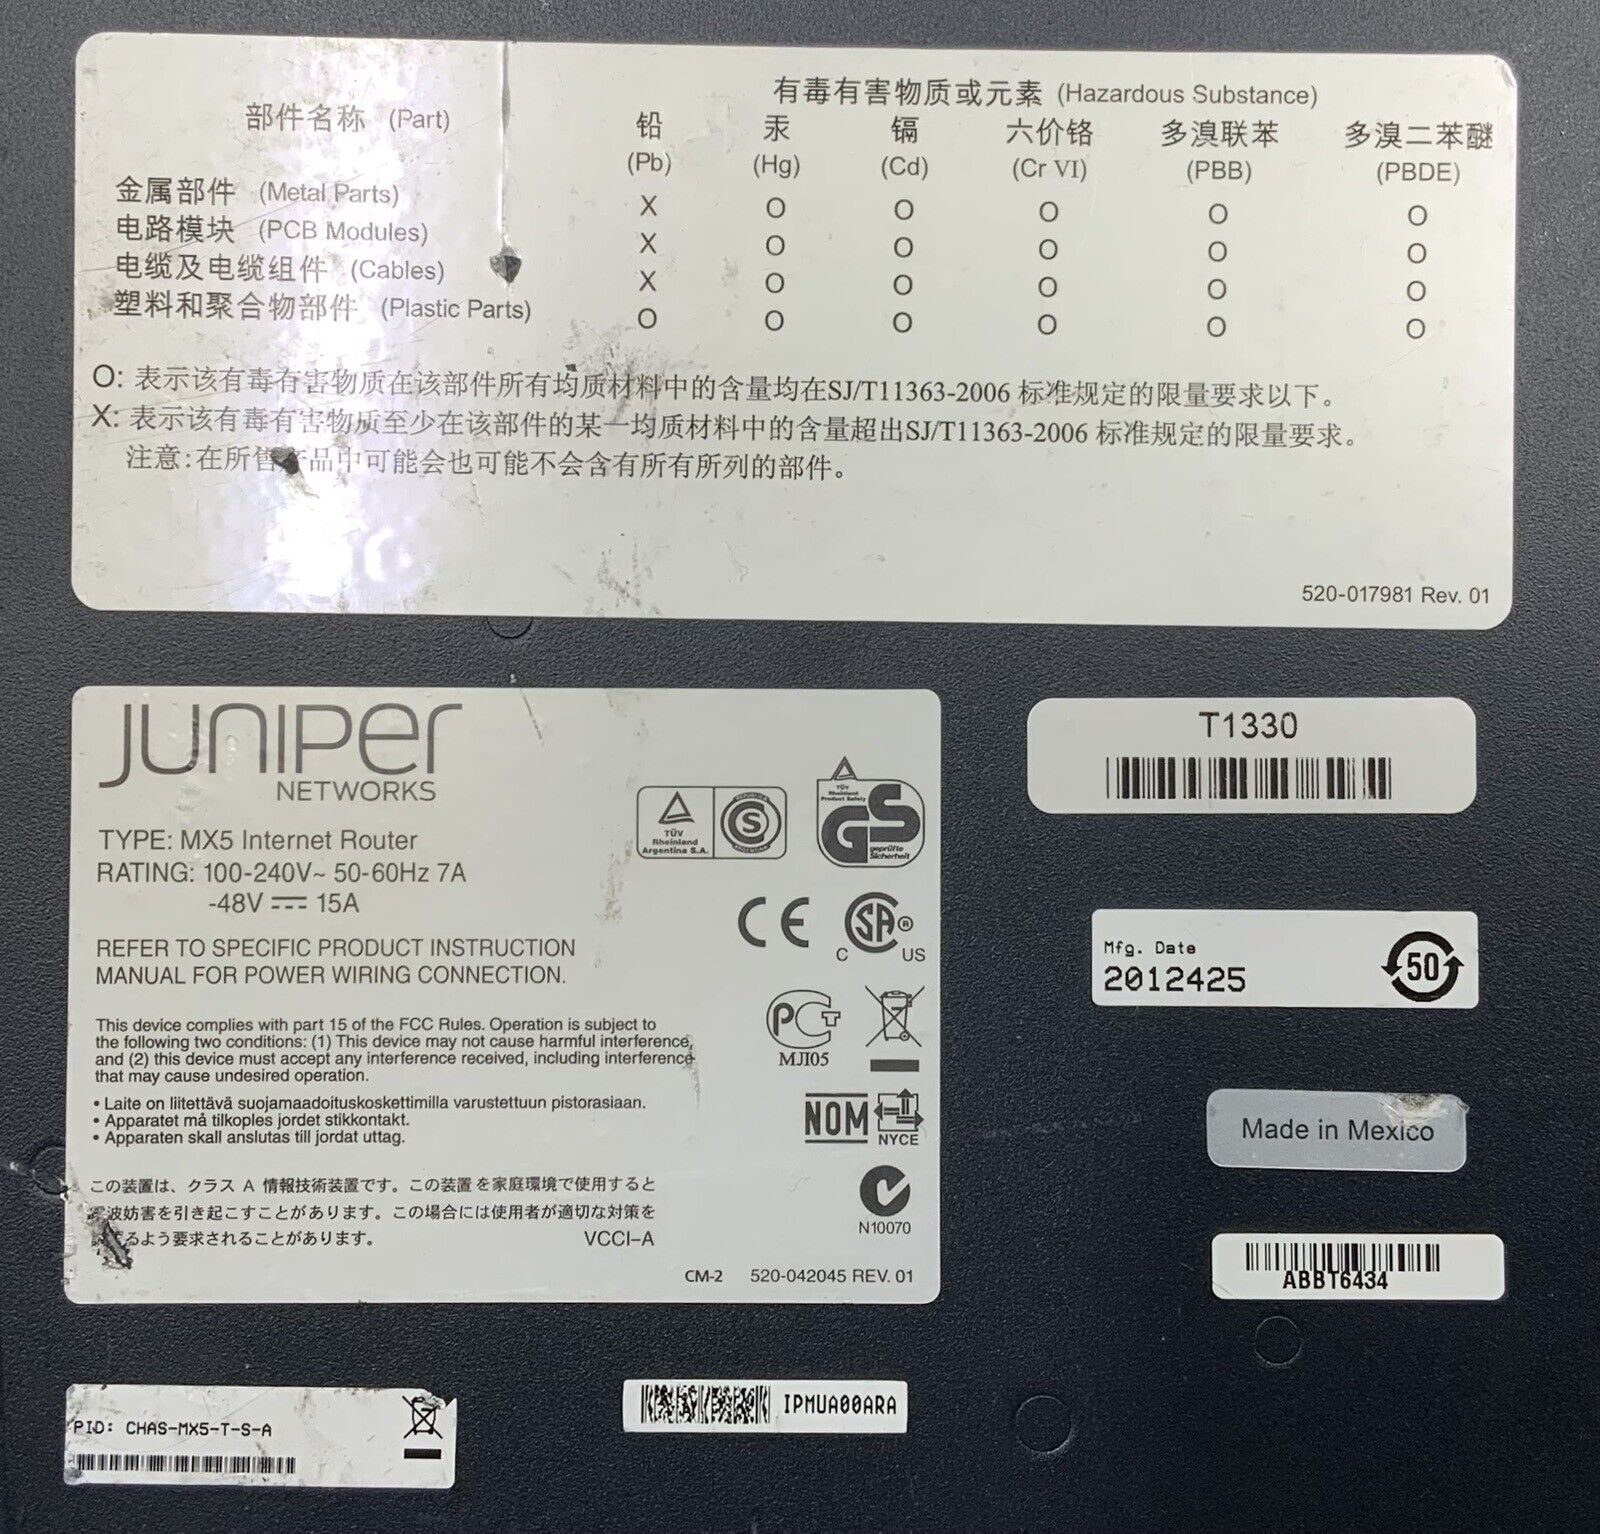 有毒有害物质或元素 (Hazardous Substance)
部件名称 (Part) 铅 汞 镉 六价铬 多溴联苯 多溴二苯醚
(Pb) (Hg) (Cd) (Cr VI) (PBB) (PBDE)
金属部件 (Metal Parts) X O O O O O
电路模块 (PCB Modules) X O O O O O
电缆及电缆组件 (Cables) X O O O O O
塑料和聚合物部件 (Plastic Parts) O O O O O O
O: 表示该有毒有害物质在该部件所有均质材料中的含量均在SJ/T11363-2006 标准规定的限量要求以下。
X: 表示该有毒有害物质至少在该部件的某一均质材料中的含量超出SJ/T11363-2006 标准规定的限量要求。
注意:在所售产品中可能会也可能不会含有所有所列的部件。
520-017981 Rev. 01
JUNIPer
NETWORKS
TYPE: MX5 Internet Router
RATING: 100-240V~ 50-60Hz 7A
-48V ⎓ 15A
REFER TO SPECIFIC PRODUCT INSTRUCTION
MANUAL FOR POWER WIRING CONNECTION.
This device complies with part 15 of the FCC Rules. Operation is subject to
the following two conditions: (1) This device may not cause harmful interference,
and (2) this device must accept any interference received, including interference
that may cause undesired operation.
• Laite on liitettävä suojamaadoituskoskettimilla varustettuun pistorasiaan.
• Apparatet må tilkoples jordet stikkontakt.
• Apparaten skall anslutas till jordat uttag.
この装置は、クラス A 情報技術装置です。この装置を家庭環境で使用すると
波妨害を引き起こすことがあります。この場合には使用者が適切な対策を
るよう要求されることがあります。 VCCI-A
CM-2 520-042045 REV. 01
TÜV
Rheinland
Argentina S.A.
S
TÜV
Rheinland
Product Safety
GS
geprüfte
Sicherheit
CE
C SA® US
PCT
MJI05
NOM
NYCE
N10070
T1330
Mfg. Date
2012425
50
Made in Mexico
ABBT6434
PID: CHAS-MX5-T-S-A
IPMUA00ARA